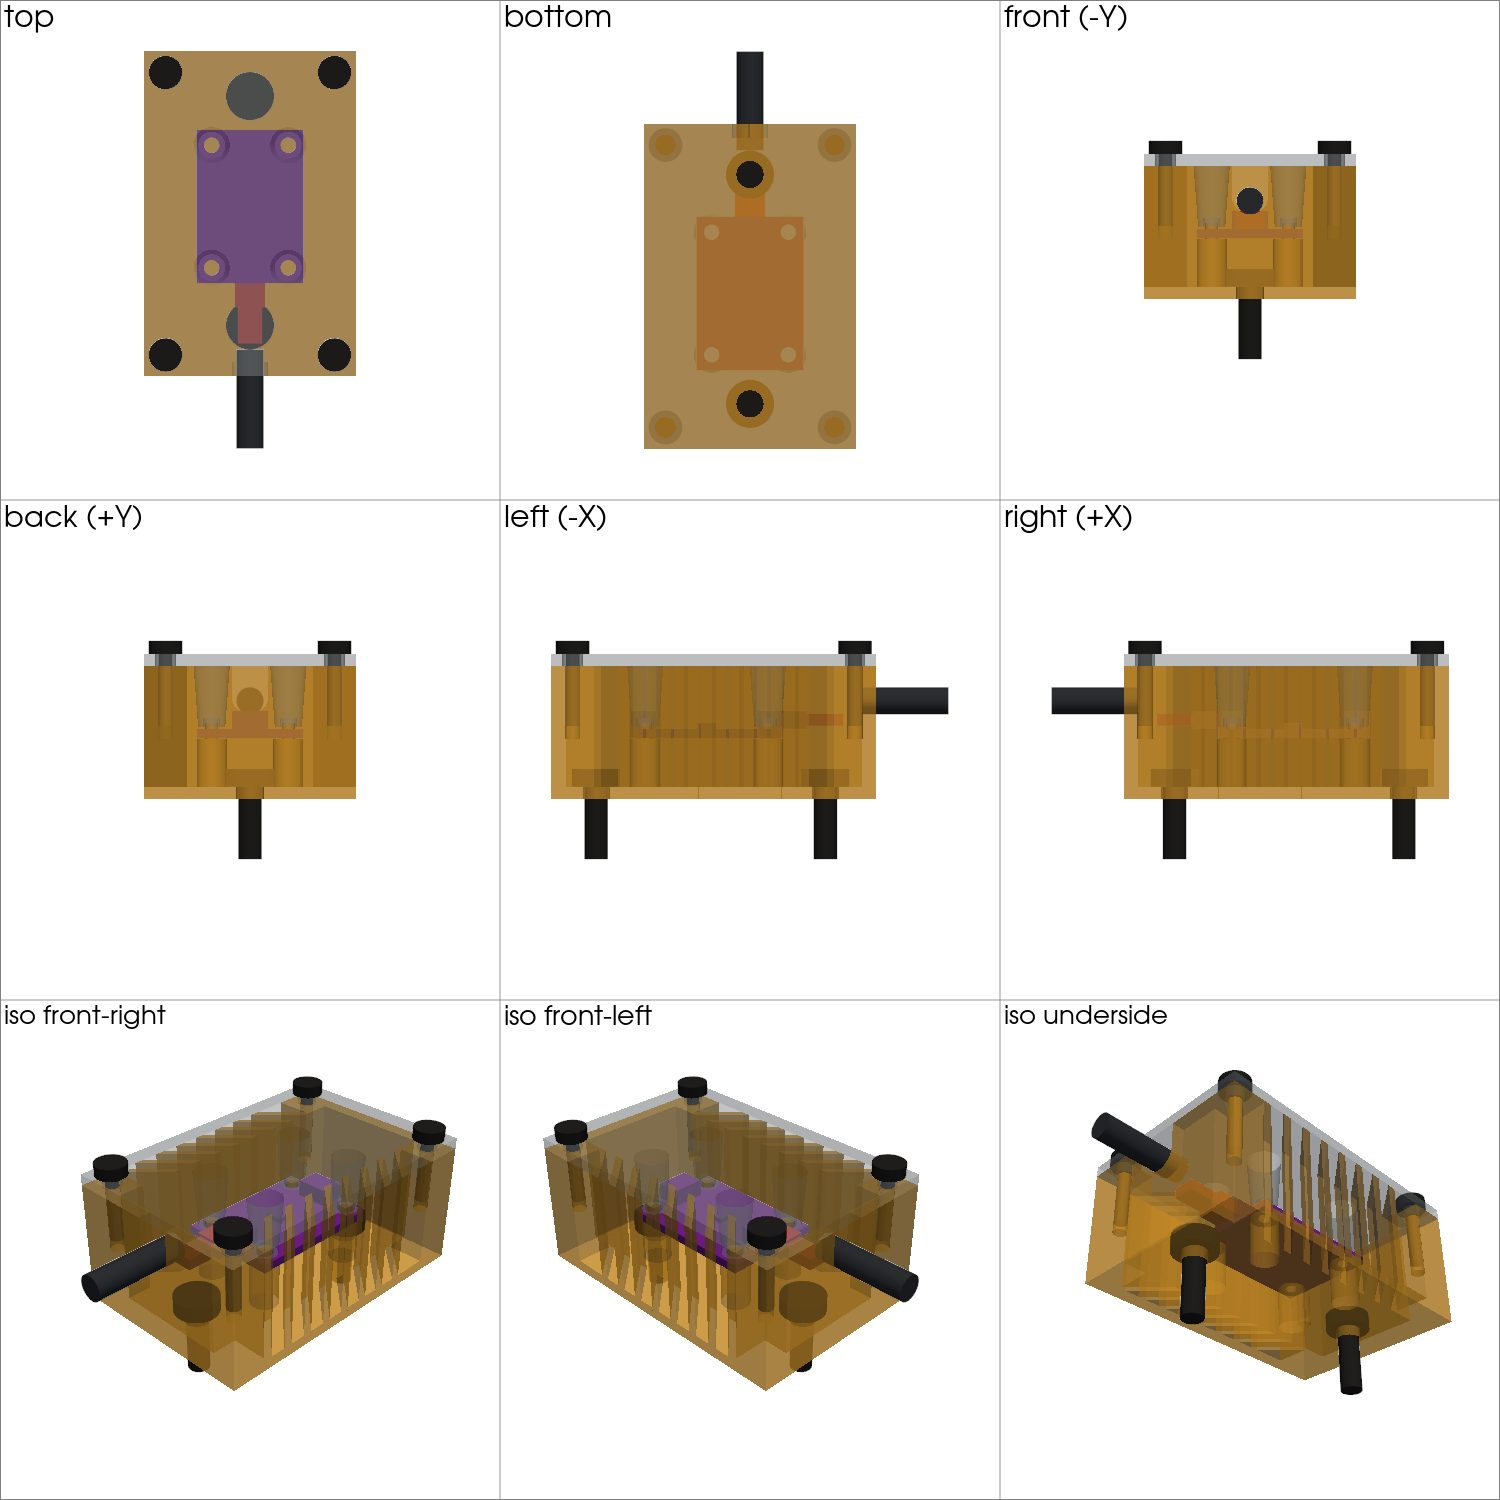 top
bottom
front (-Y)
back (+Y)
left (-X)
right (+X)
iso front-right
iso front-left
iso underside